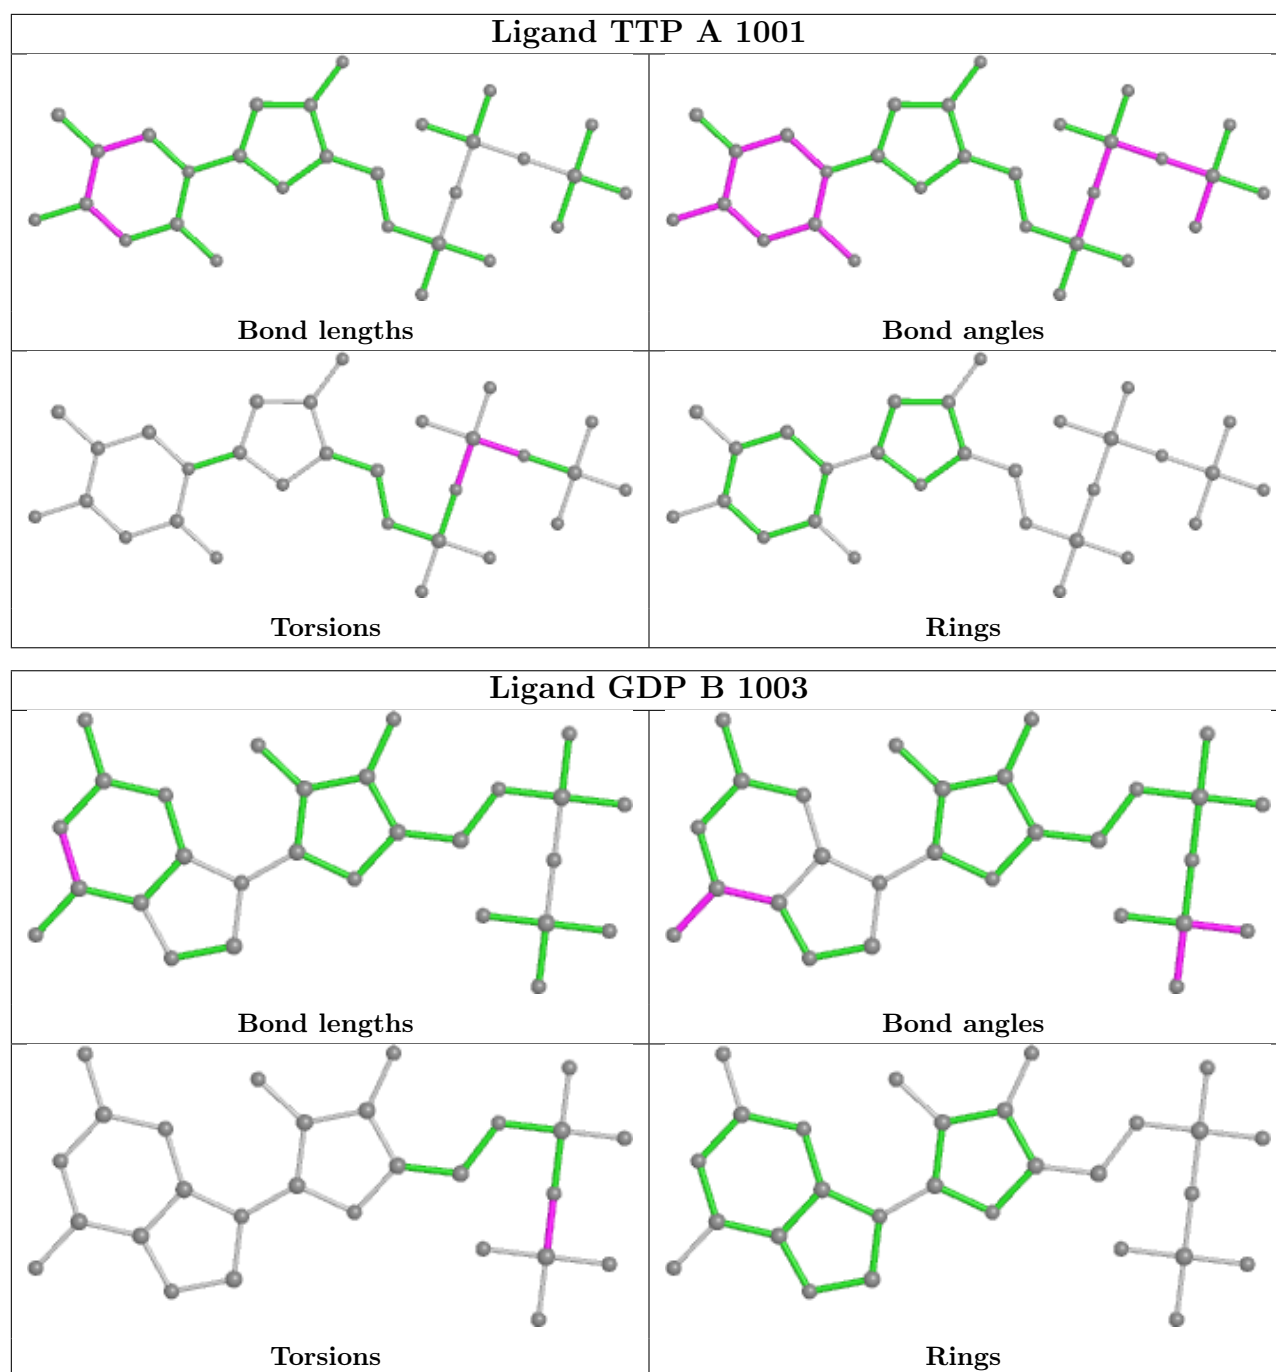 Ligand TTP A 1001
Bond lengths
Bond angles
Torsions
Rings
Ligand GDP B 1003
Bond lengths
Bond angles
Torsions
Rings